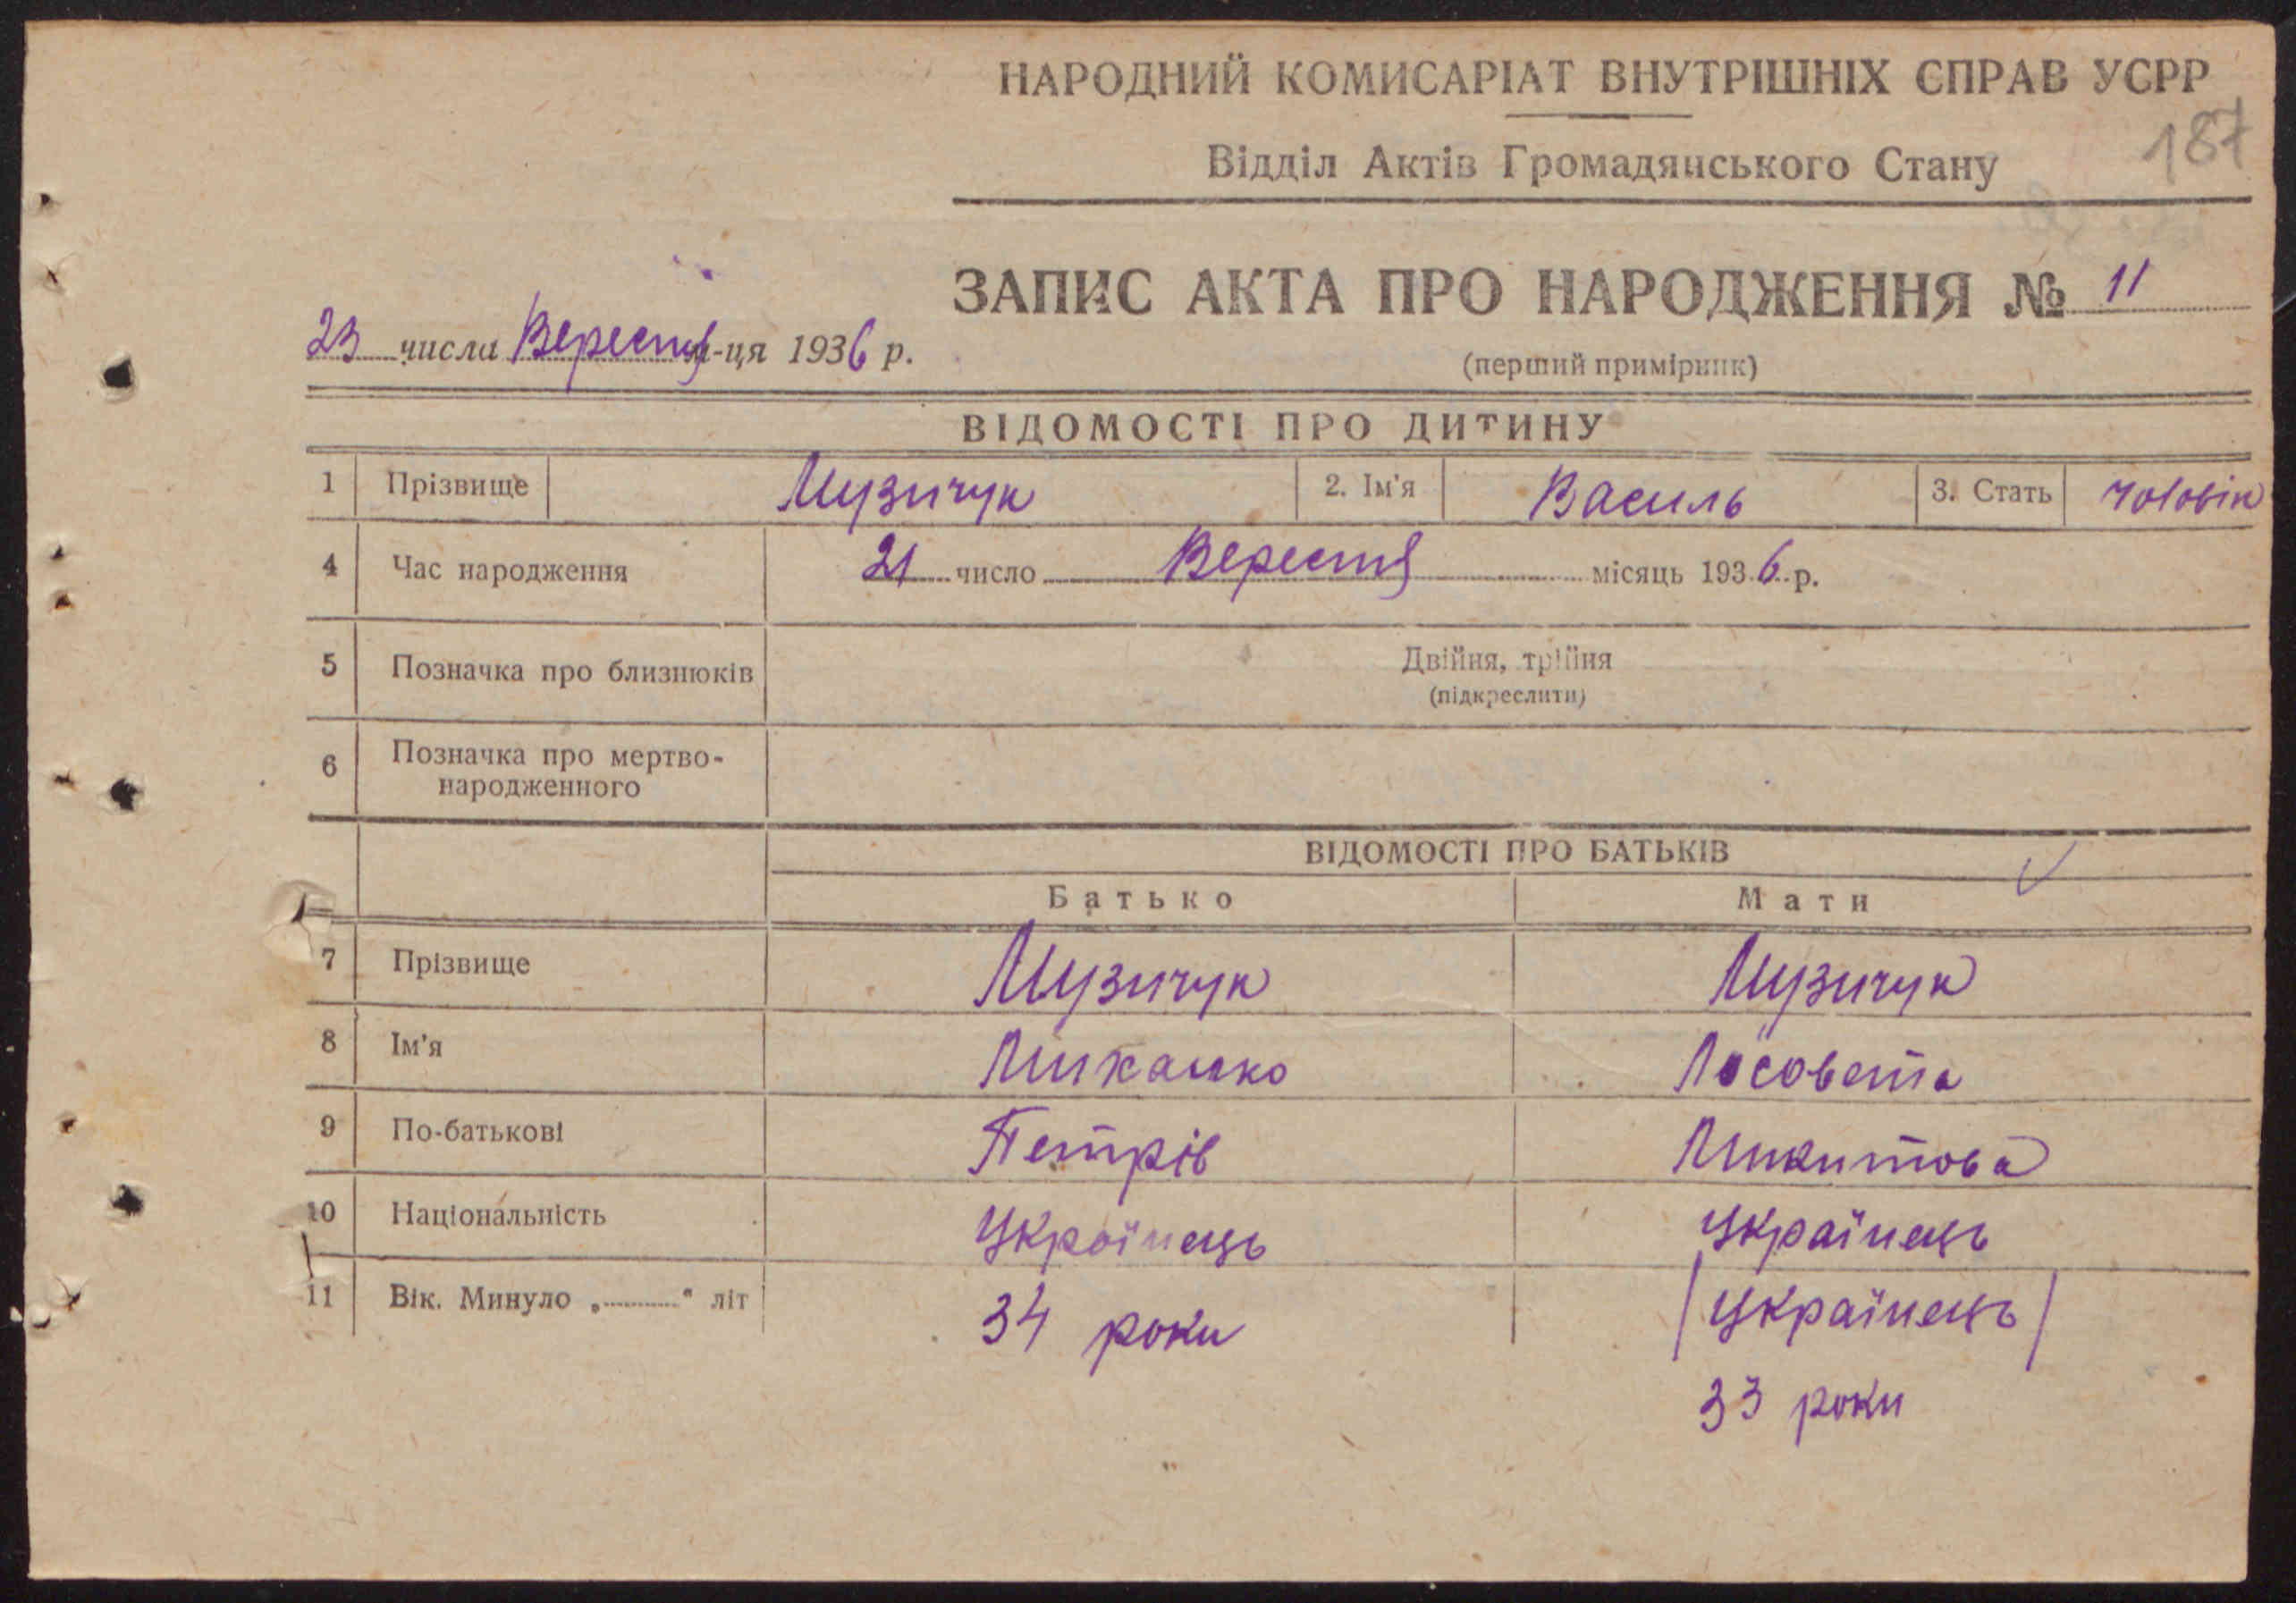 НАРОДНИЙ КОМИСАРІАТ ВНУТРІШНІХ СПРАВ УСРР
187
Відділ Актів Громадянського Стану
ЗАПИС АКТА ПРО НАРОДЖЕННЯ № 11
23 числа Вересня м-ця 1936 р.
(перший примірник)
ВІДОМОСТІ ПРО ДИТИНУ
1 Прізвище Музичук 2. Ім'я Василь 3. Стать чоловік
4 Час народження 21 число Вересня місяць 1936 р.
5 Позначка про близнюків Двійня, трійня
(підкреслити)
6 Позначка про мертво-
народженного
ВІДОМОСТІ ПРО БАТЬКІВ
Батько Мати
7 Прізвище Музичук Музичук
8 Ім'я
9 По-батькові Петрів Микитова
10 Національність Українець Українець
11 Вік. Минуло „ “ літ 34 роки /Українець/
33 роки